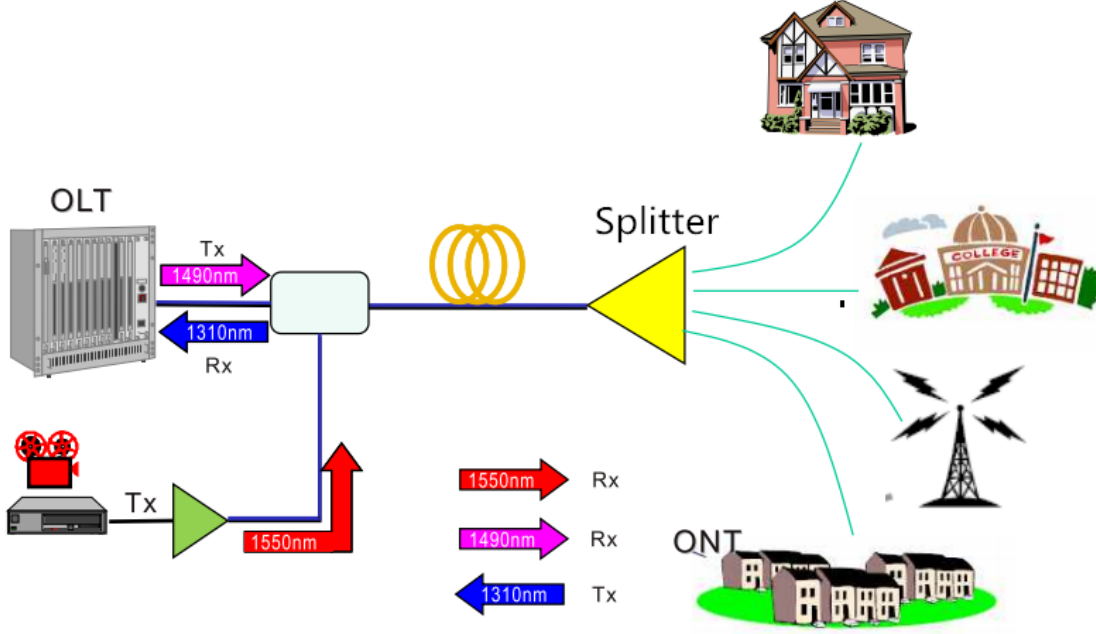 OLT
Splitter
COLLEGE
Tx
1490nm
1310nm
Rx
Tx
1550nm
1550nm Rx
1490nm Rx
1310nm Tx
ONT